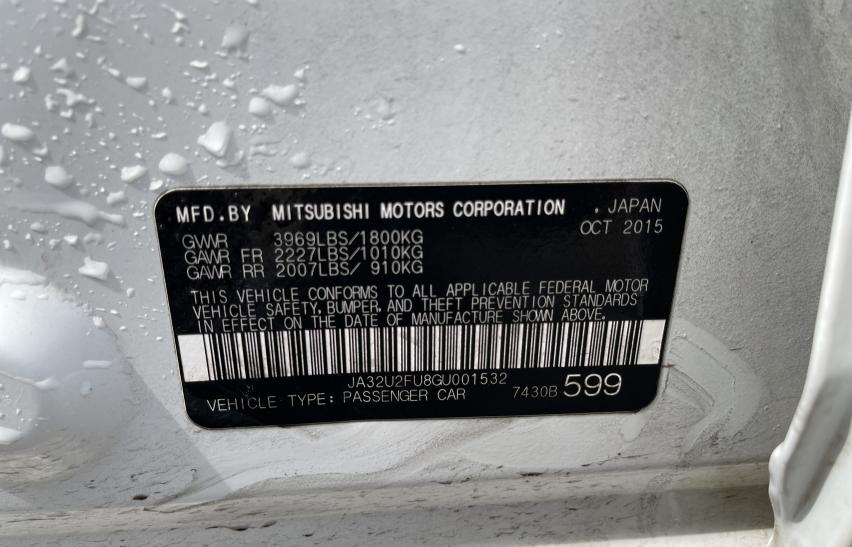 MFD.BY MITSUBISHI MOTORS CORPORATION , JAPAN
OCT 2015
GVWR 3969LBS/1800KG
GAWR FR 2227LBS/1010KG
GAWR RR 2007LBS/ 910KG
THIS VEHICLE CONFORMS TO ALL APPLICABLE FEDERAL MOTOR
VEHICLE SAFETY, BUMPER, AND THEFT PREVENTION STANDARDS
IN EFFECT ON THE DATE OF MANUFACTURE SHOWN ABOVE.
JA32U2FU8GU001532
VEHICLE TYPE: PASSENGER CAR 7430B 599